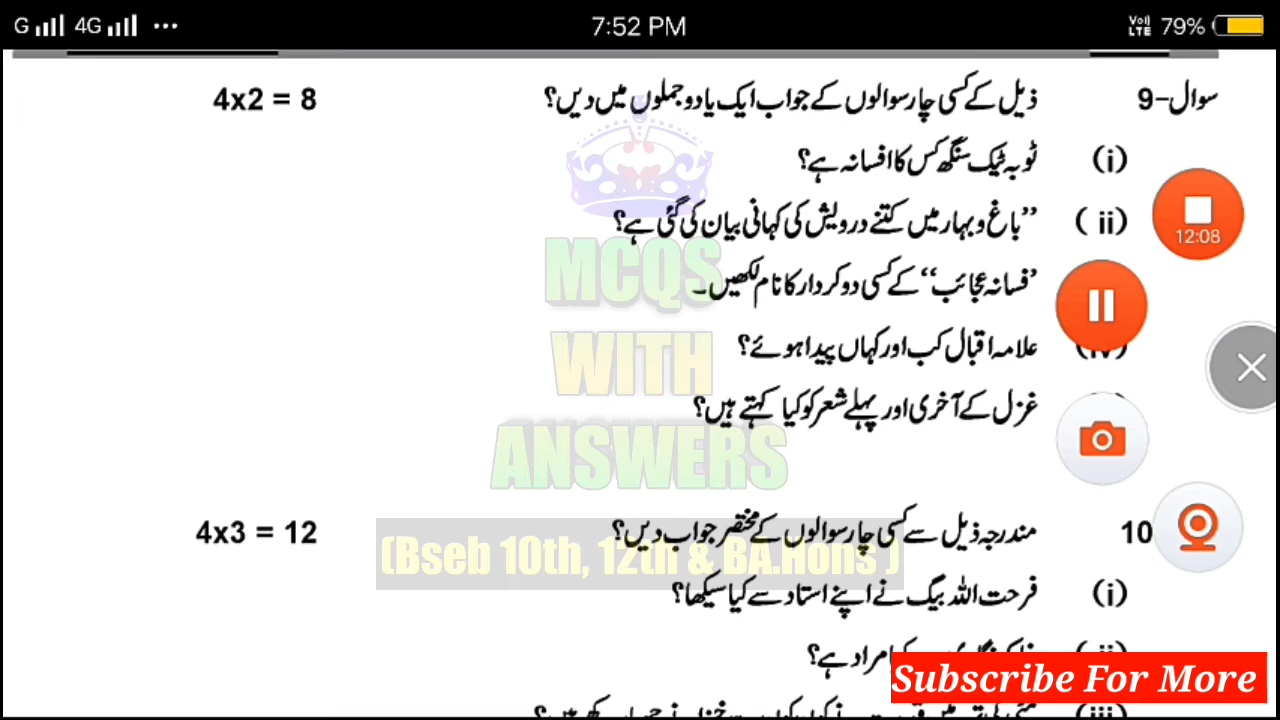 G 4G ... 7:52 PM VoLTE 79%
سوال-9 ذیل کے کسی چار سوالوں کے جواب ایک یا دو جملوں میں دیں؟ 4x2 = 8
(i) ٹوبہ ٹیک سنگھ کس کا افسانہ ہے؟
(ii) ’’باغ و بہار میں کتنے درویش کی کہانی بیان کی گئی ہے؟
’فسانہ عجائب‘‘ کے کسی دو کردار کا نام لکھیں۔
(iv) علامہ اقبال کب اور کہاں پیدا ہوئے؟
غزل کے آخری اور پہلے شعر کو کیا کہتے ہیں؟
12:08
MCQS
WITH
ANSWERS
(Bseb 10th, 12th & BA.Hons )
10 مندرجہ ذیل سے کسی چار سوالوں کے مختصر جواب دیں؟ 4x3 = 12
(i) فرحت اللہ بیگ نے اپنے استاد سے کیا سیکھا؟
مراد ہے؟
Subscribe For More